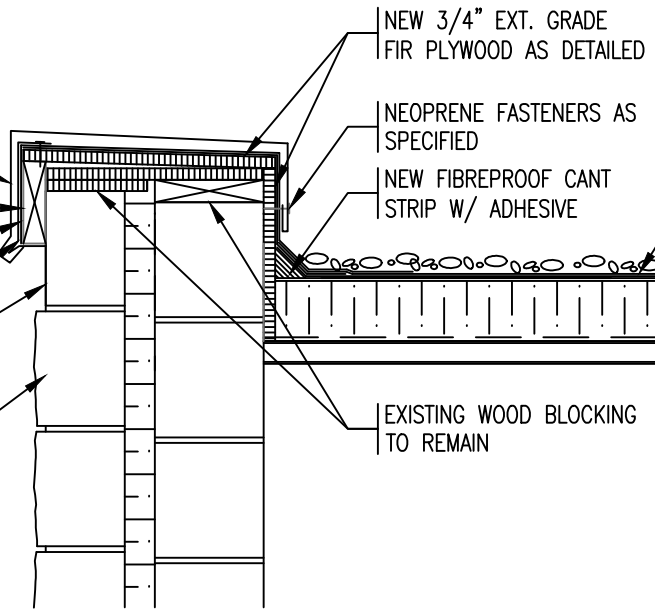 NEW 3/4” EXT. GRADE
FIR PLYWOOD AS DETAILED
NEOPRENE FASTENERS AS
SPECIFIED
NEW FIBREPROOF CANT
STRIP W/ ADHESIVE
EXISTING WOOD BLOCKING
TO REMAIN